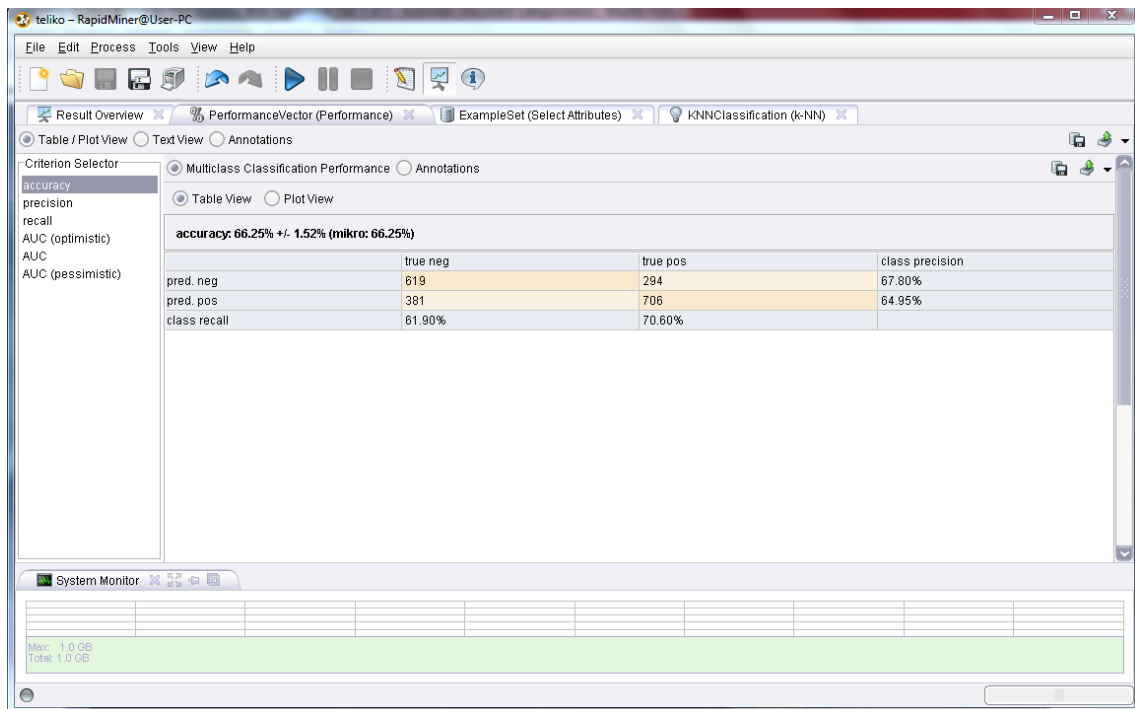 teliko – RapidMiner@User-PC
File Edit Process Tools View Help
Result Overview PerformanceVector (Performance) ExampleSet (Select Attributes) KNNClassification (k-NN)
Table / Plot View Text View Annotations
Criterion Selector
accuracy
precision
recall
AUC (optimistic)
AUC
AUC (pessimistic)
Multiclass Classification Performance Annotations
Table View Plot View
accuracy: 66.25% +/- 1.52% (mikro: 66.25%)
true neg true pos class precision
pred. neg 619 294 67.80%
pred. pos 381 706 64.95%
class recall 61.90% 70.60%
System Monitor
Max: 1.0 GB
Total: 1.0 GB